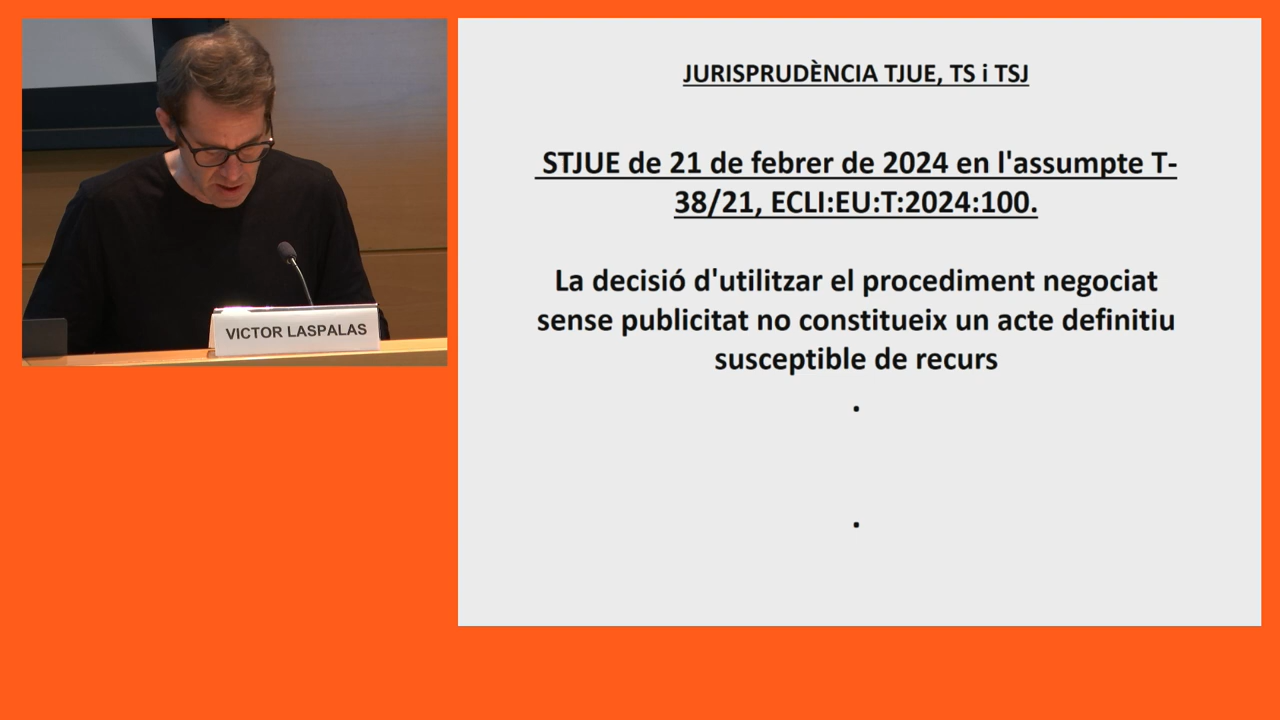 VICTOR LASPALAS
JURISPRUDÈNCIA TJUE, TS i TSJ
STJUE de 21 de febrer de 2024 en l'assumpte T-
38/21, ECLI:EU:T:2024:100.
La decisió d'utilitzar el procediment negociat
sense publicitat no constitueix un acte definitiu
susceptible de recurs
.
.